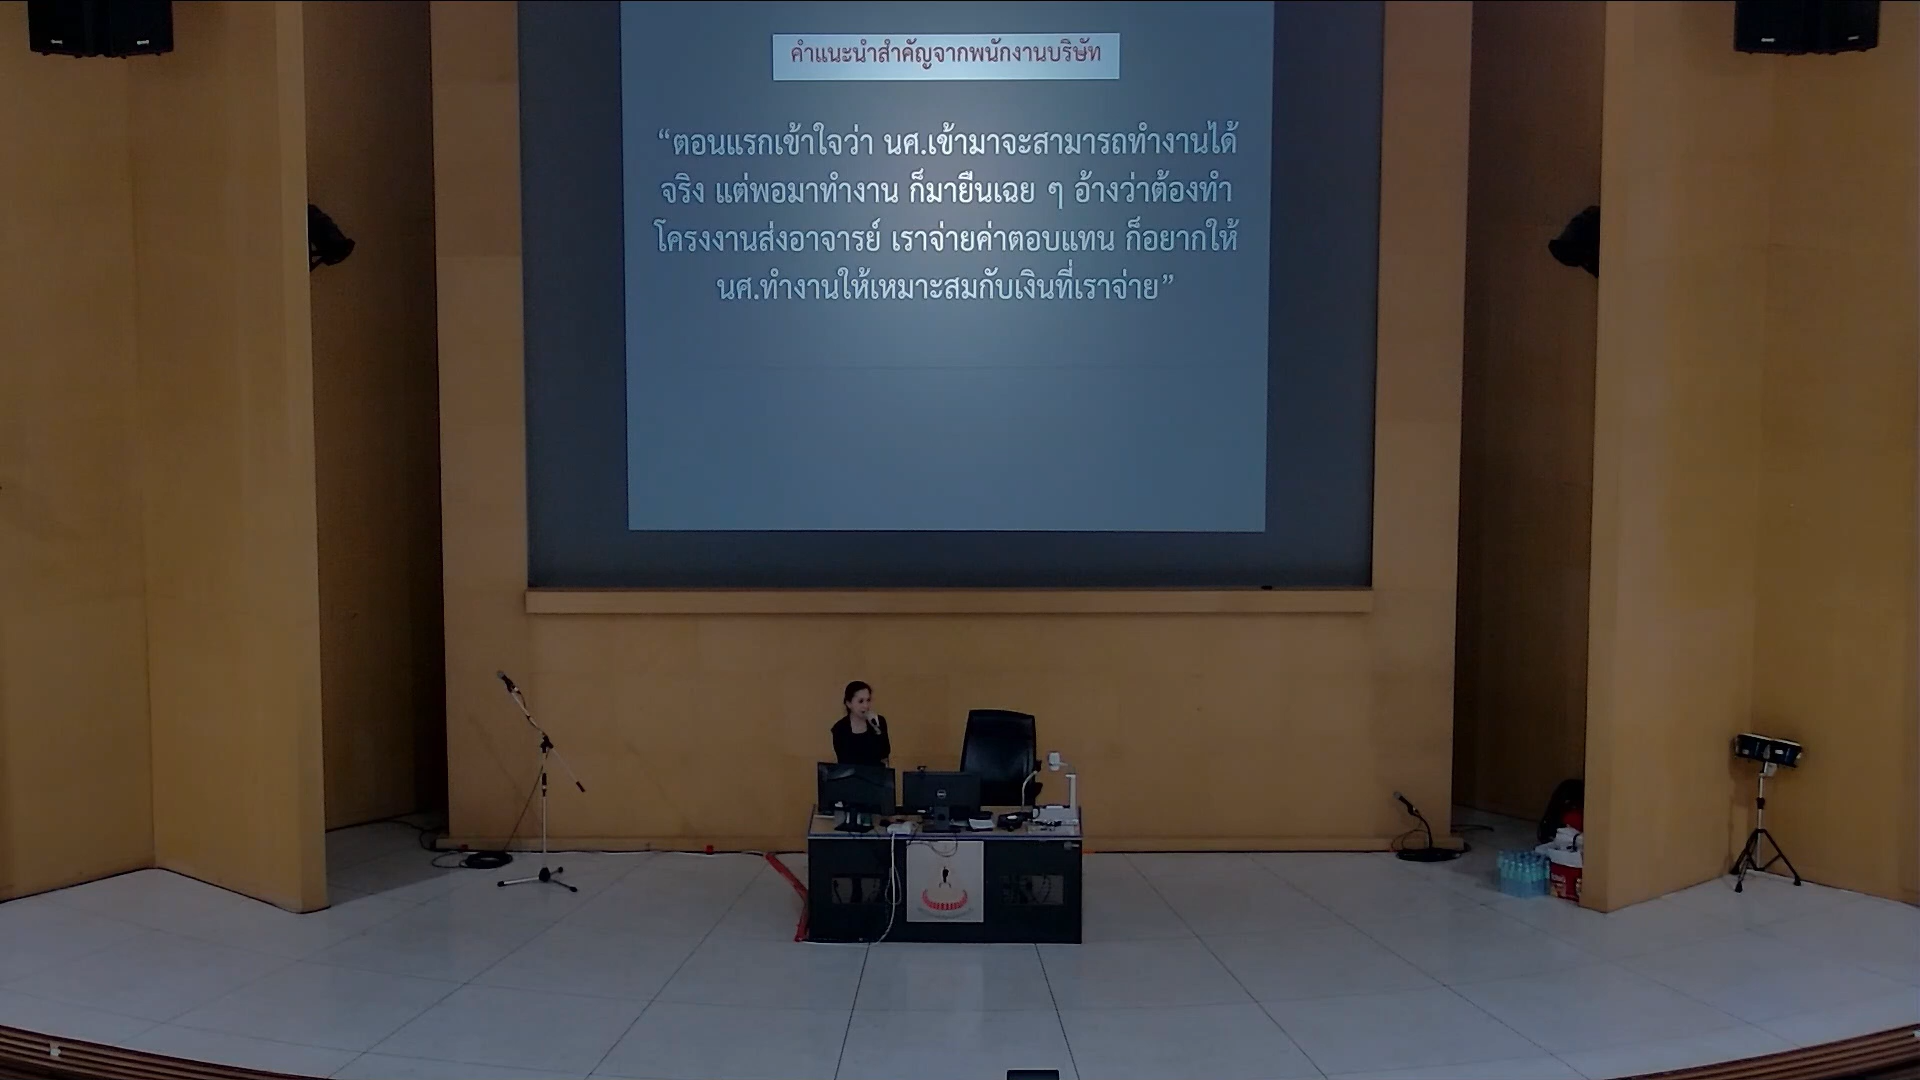 คำแนะนำสำคัญจากพนักงานบริษัท
“ตอนแรกเข้าใจว่า นศ.เข้ามาจะสามารถทำงานได้
จริง แต่พอมาทำงาน ก็มายืนเฉย ๆ อ้างว่าต้องทำ
โครงงานส่งอาจารย์ เราจ่ายค่าตอบแทน ก็อยากให้
นศ.ทำงานให้เหมาะสมกับเงินที่เราจ่าย”
DELL